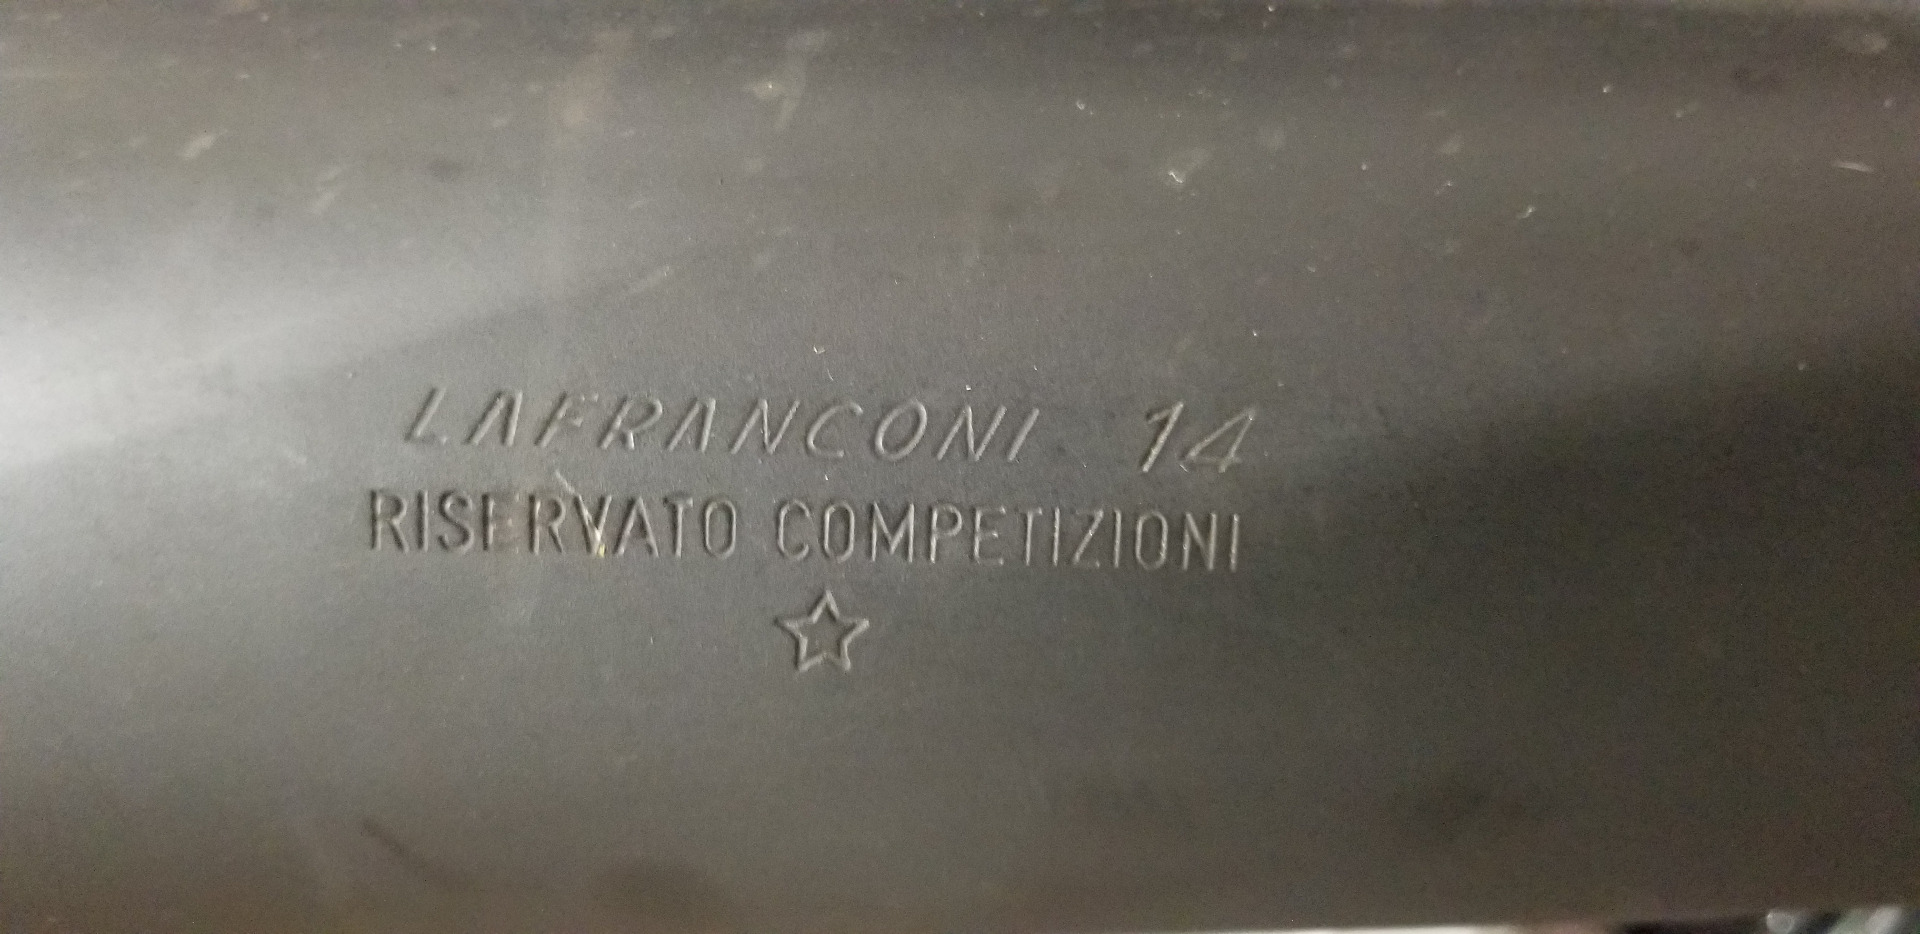 LAFRANCONI 14
RISERVATO COMPETIZIONI